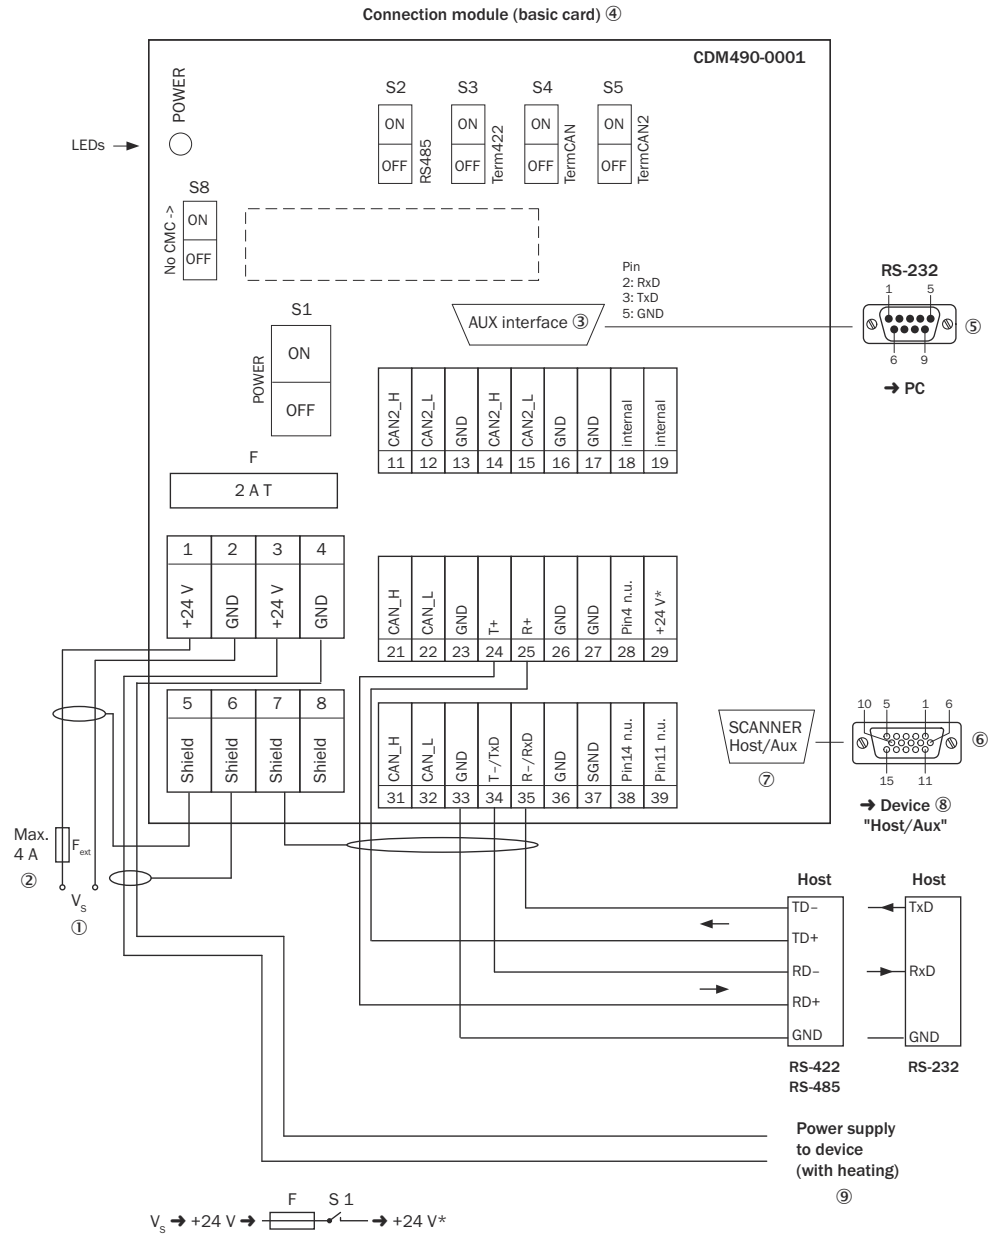 Connection module (basic card) ④
CDM490-0001
POWER
LEDs
S2
ON
OFF
RS485
S3
ON
OFF
Term422
S4
ON
OFF
TermCAN
S5
ON
OFF
TermCAN2
S8
No CMC ->
ON
OFF
Pin
2: RxD
3: TxD
5: GND
AUX interface ③
RS-232
1 5
⑤
6 9
➔ PC
S1
POWER
ON
OFF
F
2 A T
CAN2_H CAN2_L GND CAN2_H CAN2_L GND GND internal internal
11 12 13 14 15 16 17 18 19
1 2 3 4
+24 V GND +24 V GND
CAN_H CAN_L GND T+ R+ GND GND Pin4 n.u. +24 V*
21 22 23 24 25 26 27 28 29
5 6 7 8
Shield Shield Shield Shield
CAN_H CAN_L GND T-/TxD R-/RxD GND SGND Pin14 n.u. Pin11 n.u.
31 32 33 34 35 36 37 38 39
SCANNER
Host/Aux
⑦
10 5 1 6
⑥
15 11
➔ Device ⑧
"Host/Aux"
Max.
4 A
②
Fext
Vs
①
Host
TD–
TD+
RD–
RD+
GND
RS-422
RS-485
Host
TxD
RxD
GND
RS-232
Power supply
to device
(with heating)
⑨
F S 1
Vs ➔ +24 V ➔ ➔ +24 V*